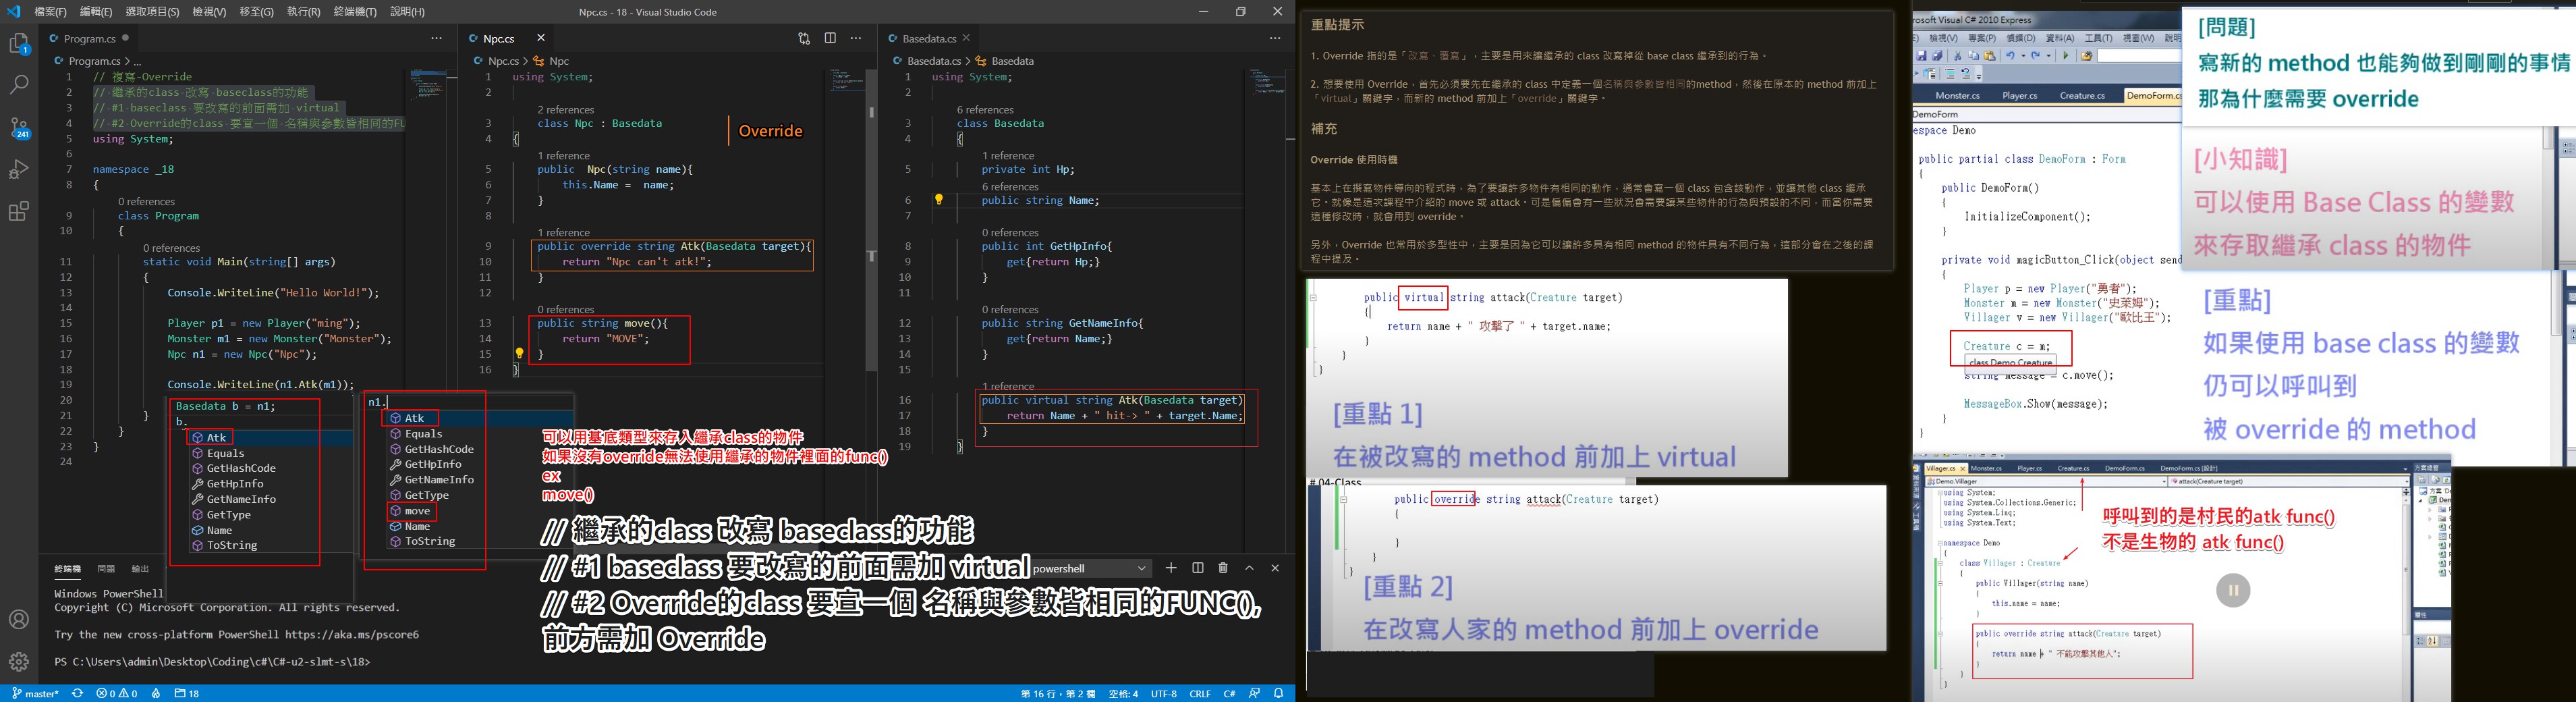 檔案(F) 編輯(E) 選取項目(S) 檢視(V) 移至(G) 執行(R) 終端機(T) 說明(H)
Npc.cs - 18 - Visual Studio Code
Program.cs
Program.cs > ...
1 // 複寫-Override
2 // 繼承的class 改寫 baseclass的功能
3 // #1 baseclass 要改寫的前面需加 virtual
4 // #2 Override的class 要宣一個 名稱與參數皆相同的FU
5 using System;
6
7 namespace _18
8 {
0 references
9 class Program
10 {
0 references
11 static void Main(string[] args)
12 {
13 Console.WriteLine("Hello World!");
14
15 Player p1 = new Player("ming");
16 Monster m1 = new Monster("Monster");
17 Npc n1 = new Npc("Npc");
18
19 Console.WriteLine(n1.Atk(m1));
20
21 }
22 }
23 }
24
Basedata b = n1;
b.
Atk
Equals
GetHashCode
GetHpInfo
GetNameInfo
GetType
Name
ToString
n1.
Atk
Equals
GetHashCode
GetHpInfo
GetNameInfo
GetType
move
Name
ToString
Npc.cs
Npc.cs > Npc
1 using System;
2
2 references
3 class Npc : Basedata
4 {
1 reference
5 public Npc(string name){
6 this.Name = name;
7 }
8
1 reference
9 public override string Atk(Basedata target){
10 return "Npc can't atk!";
11 }
12
0 references
13 public string move(){
14 return "MOVE";
15 }
16 }
Override
Basedata.cs
Basedata.cs > Basedata
1 using System;
2
6 references
3 class Basedata
4 {
1 reference
5 private int Hp;
6 references
6 public string Name;
7
0 references
8 public int GetHpInfo{
9 get{return Hp;}
10 }
11
0 references
12 public string GetNameInfo{
13 get{return Name;}
14 }
15
1 reference
16 public virtual string Atk(Basedata target)
17 return Name + " hit-> " + target.Name;
18 }
19 }
可以用基底類型來存入繼承class的物件
如果沒有override無法使用繼承的物件裡面的func()
ex
move()
// 繼承的class 改寫 baseclass的功能
// #1 baseclass 要改寫的前面需加 virtual
// #2 Override的class 要宣一個 名稱與參數皆相同的FUNC(),
前方需加 Override
終端機 問題 輸出
powershell
Windows PowerShell
Copyright (C) Microsoft Corporation. All rights reserved.
Try the new cross-platform PowerShell https://aka.ms/pscore6
PS C:\Users\admin\Desktop\Coding\c#\C#-u2-slmt-s\18>
master* 0 0 18
第 16 行，第 2 欄 空格: 4 UTF-8 CRLF C#
1
241
重點提示
1. Override 指的是「改寫、覆寫」，主要是用來讓繼承的 class 改寫掉從 base class 繼承到的行為。
2. 想要使用 Override，首先必須要先在繼承的 class 中定義一個名稱與參數皆相同的method，然後在原本的 method 前加上
「virtual」關鍵字，而新的 method 前加上「override」關鍵字。
補充
Override 使用時機
基本上在撰寫物件導向的程式時，為了要讓許多物件有相同的動作，通常會寫一個 class 包含該動作，並讓其他 class 繼承
它。就像是這次課程中介紹的 move 或 attack。可是偏偏會有一些狀況會需要讓某些物件的行為與預設的不同，而當你需要
這種修改時，就會用到 override。
另外，Override 也常用於多型性中，主要是因為它可以讓許多具有相同 method 的物件具有不同行為，這部分會在之後的課
程中提及。
public virtual string attack(Creature target)
{
return name + " 攻擊了 " + target.name;
}
}
}
[重點 1]
在被改寫的 method 前加上 virtual
# 04-Class
public override string attack(Creature target)
{
}
}
}
[重點 2]
在改寫人家的 method 前加上 override
rosoft Visual C# 2010 Express
檢視(V) 專案(P) 偵錯(D) 資料(A) 工具(T) 視窗(W) 說明
Monster.cs Player.cs Creature.cs DemoForm.cs
DemoForm
espace Demo
public partial class DemoForm : Form
{
public DemoForm()
{
InitializeComponent();
}
private void magicButton_Click(object send
{
Player p = new Player("勇者");
Monster m = new Monster("史萊姆");
Villager v = new Villager("歐比王");
Creature c = m;
class Demo.Creature
string message = c.move();
MessageBox.Show(message);
}
}
[問題]
寫新的 method 也能夠做到剛剛的事情
那為什麼需要 override
[小知識]
可以使用 Base Class 的變數
來存取繼承 class 的物件
[重點]
如果使用 base class 的變數
仍可以呼叫到
被 override 的 method
Villager.cs Monster.cs Player.cs Creature.cs DemoForm.cs DemoForm.cs [設計]
Demo.Villager
attack(Creature target)
using System;
using System.Collections.Generic;
using System.Linq;
using System.Text;
namespace Demo
{
class Villager : Creature
{
public Villager(string name)
{
this.name = name;
}
public override string attack(Creature target)
{
return name + " 不能攻擊其他人";
}
}
}
呼叫到的是村民的atk func()
不是生物的 atk func()
方案總管
屬性